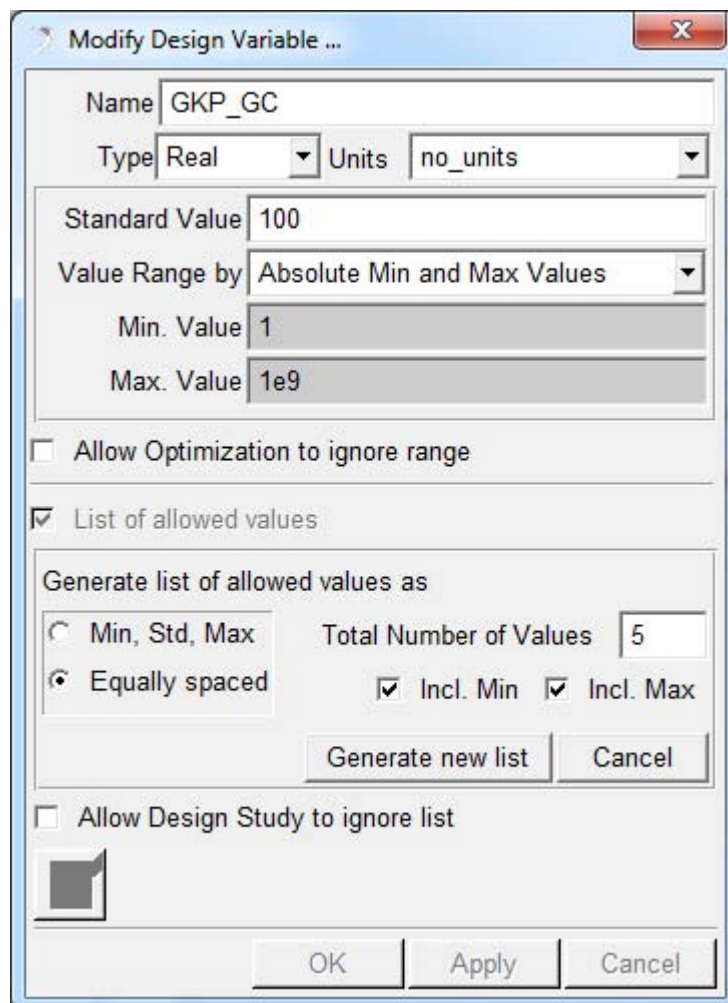 Modify Design Variable ...
Name GKP_GC
Type Real Units no_units
Standard Value 100
Value Range by Absolute Min and Max Values
Min. Value 1
Max. Value 1e9
Allow Optimization to ignore range
List of allowed values
Generate list of allowed values as
Min, Std, Max Total Number of Values 5
Equally spaced Incl. Min Incl. Max
Generate new list Cancel
Allow Design Study to ignore list
OK Apply Cancel